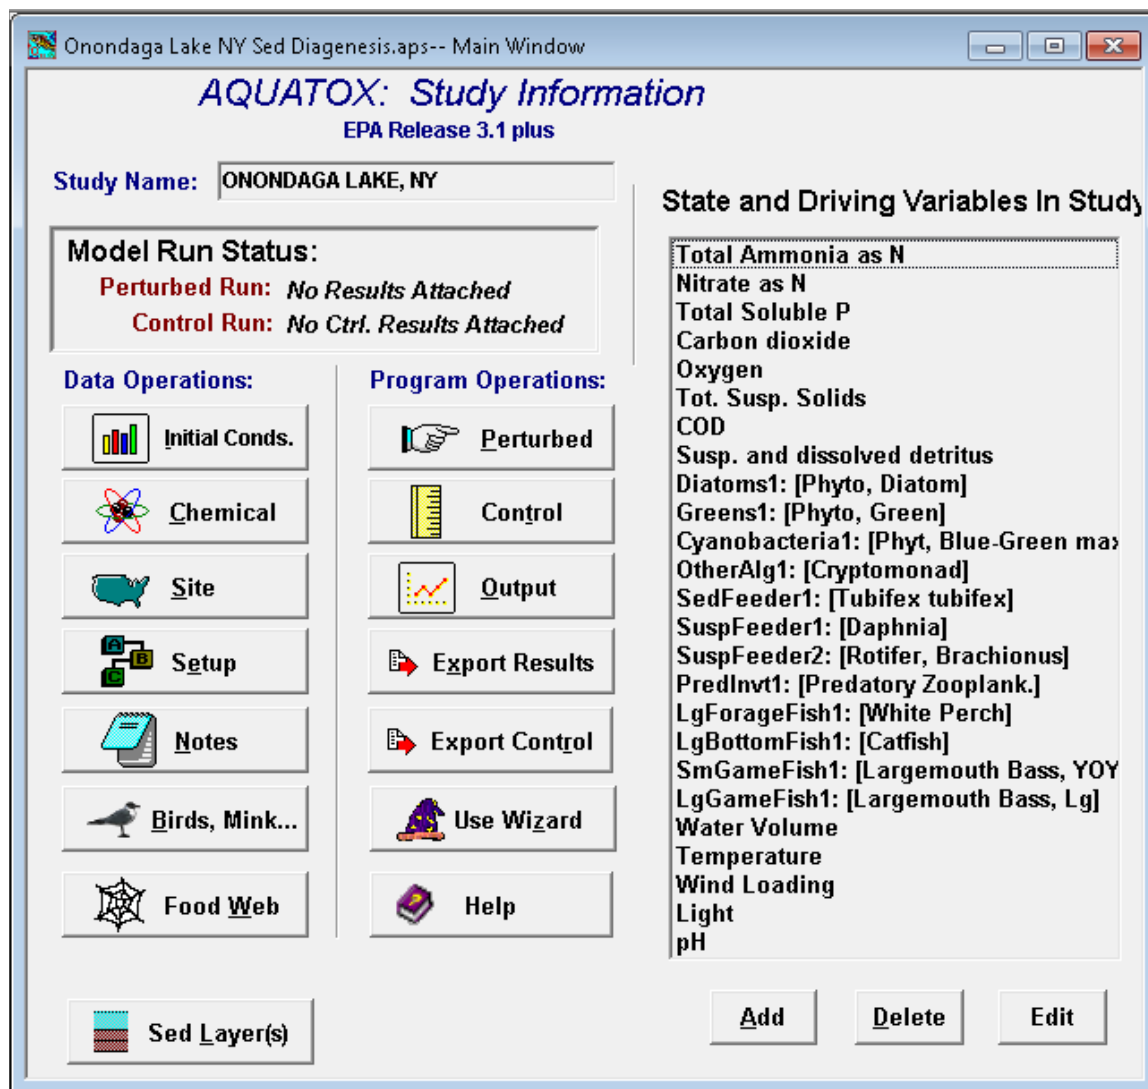 Onondaga Lake NY Sed Diagenesis.aps-- Main Window
AQUATOX: Study Information
EPA Release 3.1 plus
Study Name: ONONDAGA LAKE, NY
Model Run Status:
Perturbed Run: No Results Attached
Control Run: No Ctrl. Results Attached
Data Operations:
Initial Conds.
Chemical
Site
A
B
C
Setup
Notes
Birds, Mink...
Food Web
Sed Layer(s)
Program Operations:
Perturbed
Control
Output
Export Results
Export Control
Use Wizard
?
Help
State and Driving Variables In Study
Total Ammonia as N
Nitrate as N
Total Soluble P
Carbon dioxide
Oxygen
Tot. Susp. Solids
COD
Susp. and dissolved detritus
Diatoms1: [Phyto, Diatom]
Greens1: [Phyto, Green]
Cyanobacteria1: [Phyt, Blue-Green max
OtherAlg1: [Cryptomonad]
SedFeeder1: [Tubifex tubifex]
SuspFeeder1: [Daphnia]
SuspFeeder2: [Rotifer, Brachionus]
PredInvt1: [Predatory Zooplank.]
LgForageFish1: [White Perch]
LgBottomFish1: [Catfish]
SmGameFish1: [Largemouth Bass, YOY
LgGameFish1: [Largemouth Bass, Lg]
Water Volume
Temperature
Wind Loading
Light
pH
Add
Delete
Edit